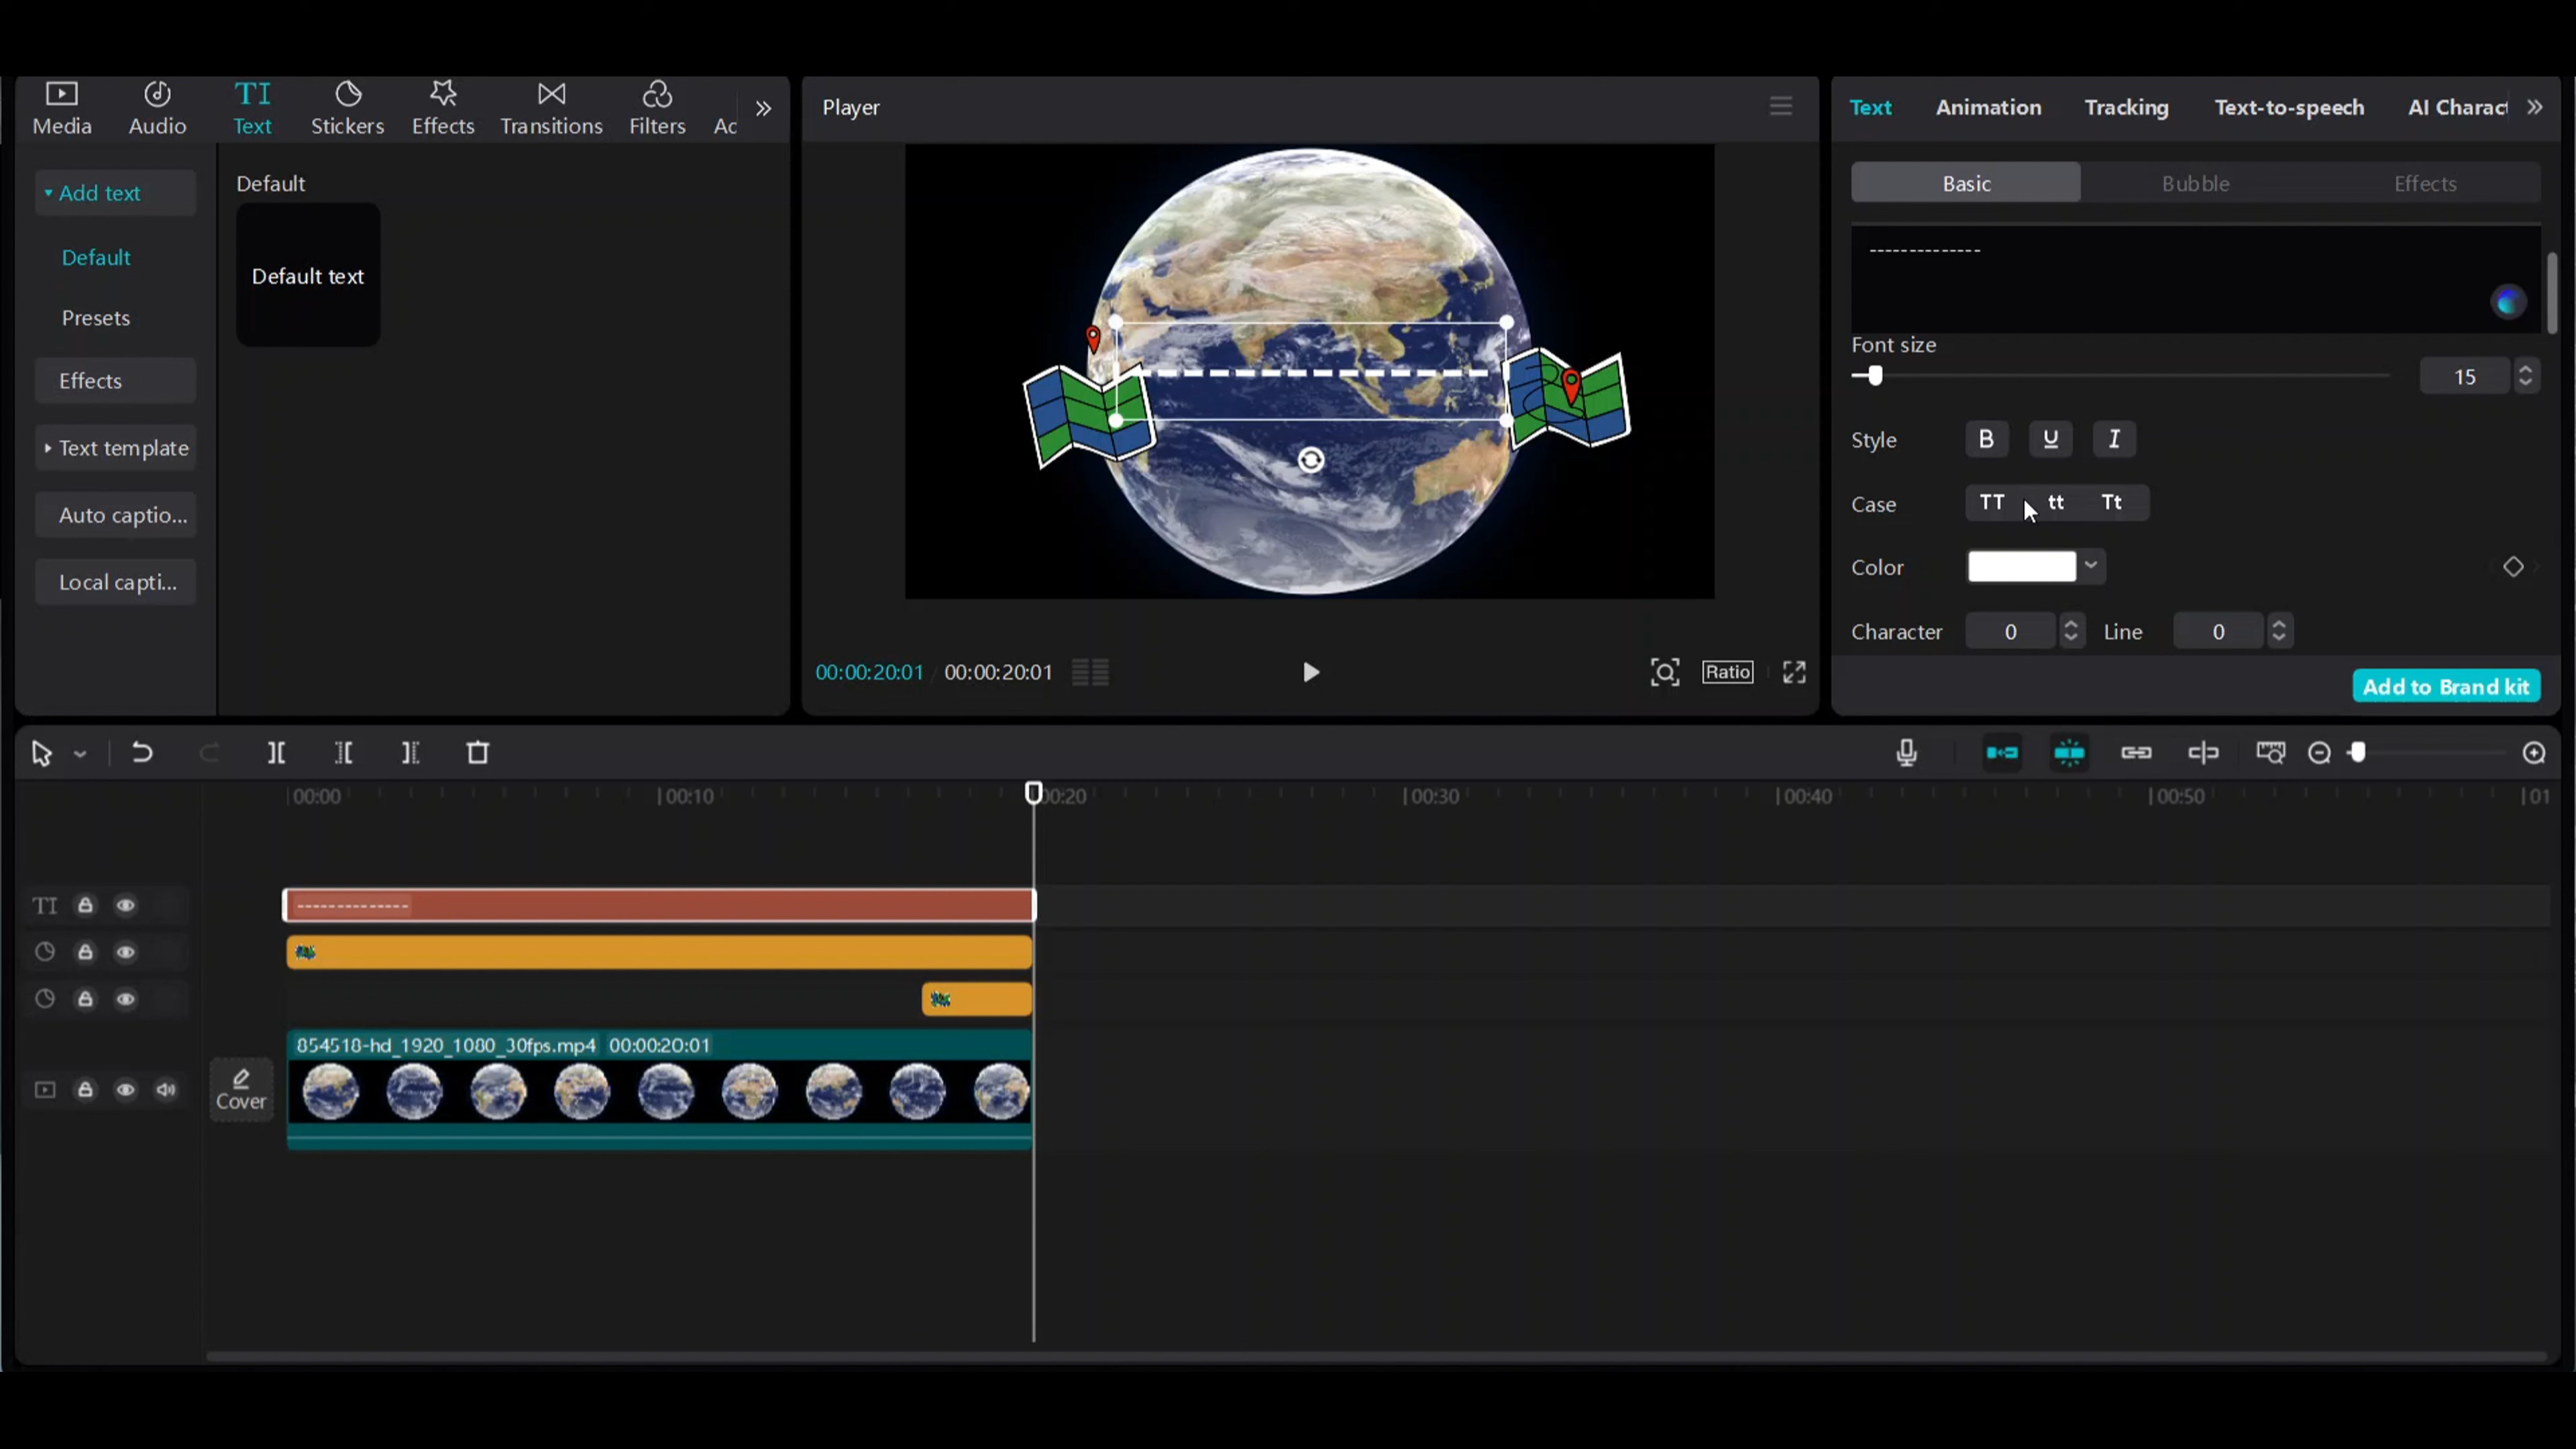 Media Audio TI Text Stickers Effects Transitions Filters
Add text
Default
Presets
Effects
Text template
Auto captio...
Local capti...
Default
Default text
Player
00:00:20:01 / 00:00:20:01
Ratio
Text Animation Tracking Text-to-speech AI Charact
Basic Bubble Effects
--------------
Font size
15
Style B U I
Case TT tt Tt
Color
Character 0 Line 0
Add to Brand kit
00:00 00:10 00:20 00:30 00:40 00:50 01
TI --------------
854518-hd_1920_1080_30fps.mp4 00:00:20:01
Cover